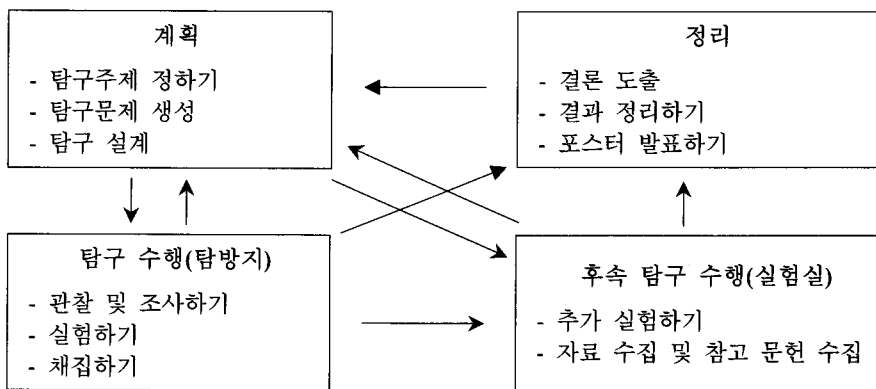 계획
- 탐구주제 정하기
- 탐구문제 생성
- 탐구 설계
정리
- 결론 도출
- 결과 정리하기
- 포스터 발표하기
탐구 수행(탐방지)
- 관찰 및 조사하기
- 실험하기
- 채집하기
후속 탐구 수행(실험실)
- 추가 실험하기
- 자료 수집 및 참고 문헌 수집